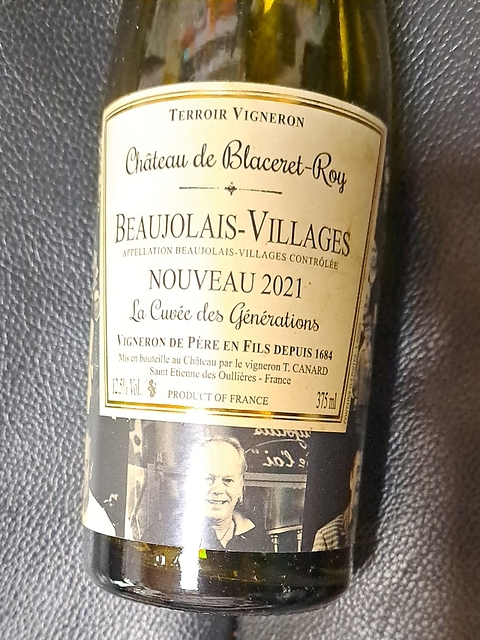 TERROIR VIGNERON
Château de Blaceret-Roy
BEAUJOLAIS-VILLAGES
APPELLATION BEAUJOLAIS-VILLAGES CONTRÔLÉE
NOUVEAU 2021
La Cuvée des Générations
VIGNERON DE PÈRE EN FILS DEPUIS 1684
Mis en bouteille au Château par le vigneron T. CANARD
Saint Etienne des Oullières - France
12.5% Vol. 375 ml
PRODUCT OF FRANCE